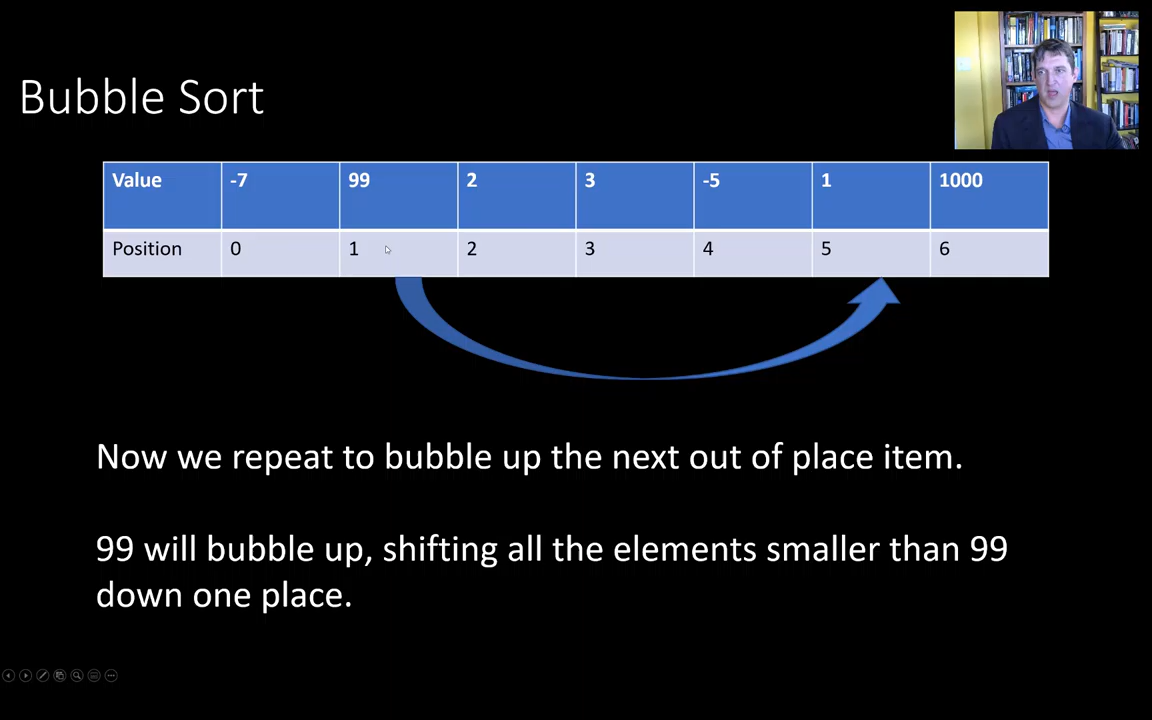 Bubble Sort
Value -7 99 2 3 -5 1 1000
Position 0 1 2 3 4 5 6
Now we repeat to bubble up the next out of place item.
99 will bubble up, shifting all the elements smaller than 99
down one place.